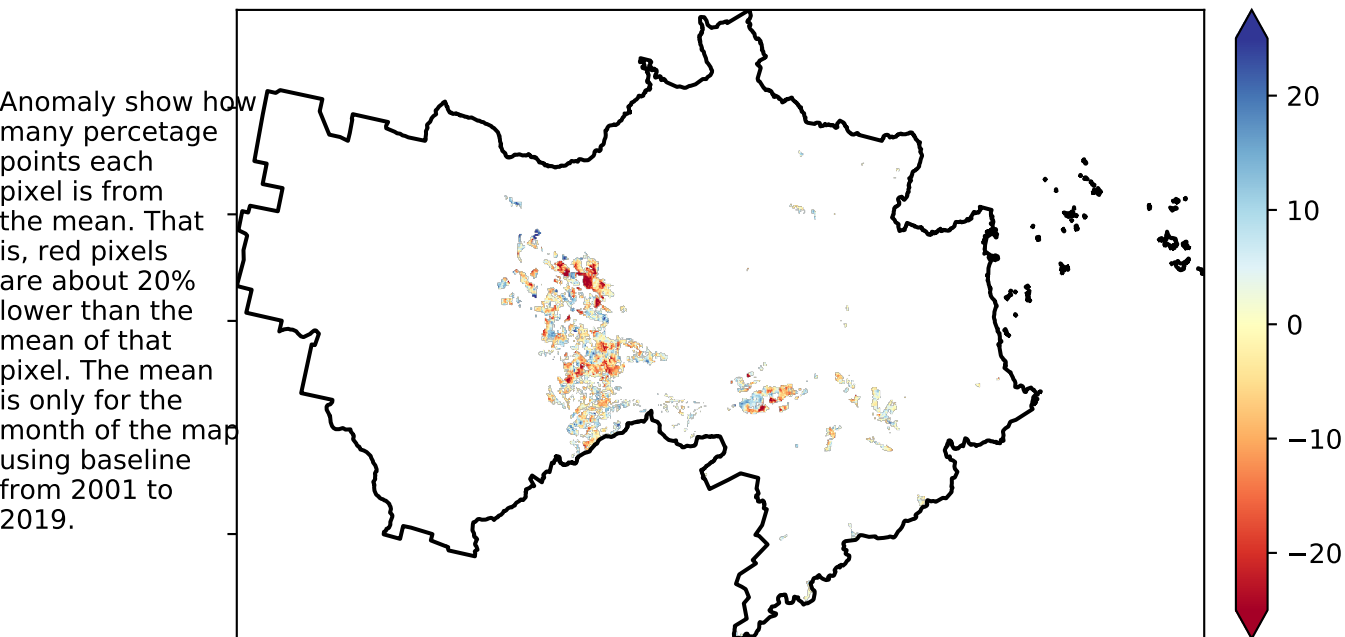 Anomaly show how
many percetage
points each
pixel is from
the mean. That
is, red pixels
are about 20%
lower than the
mean of that
pixel. The mean
is only for the
month of the map
using baseline
from 2001 to
2019.
20
10
0
−10
−20